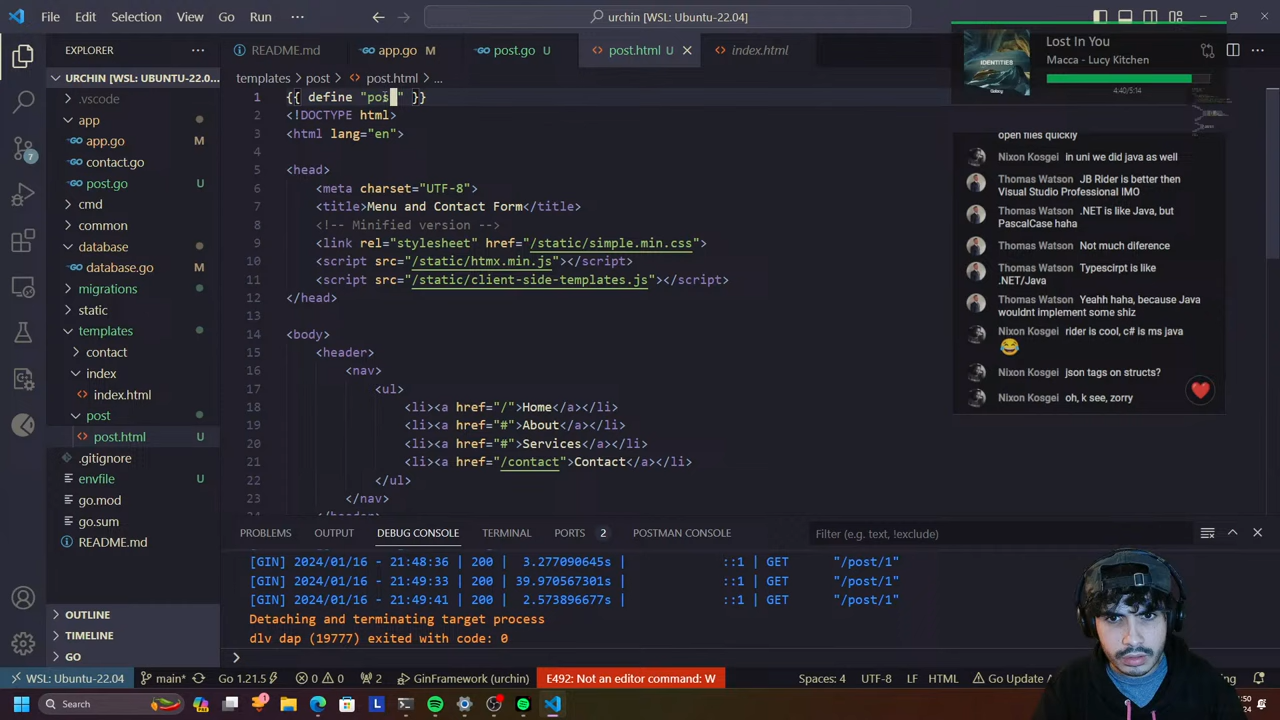 File Edit Selection View Go Run ···
urchin [WSL: Ubuntu-22.04]
EXPLORER
README.md
app.go M
post.go U
post.html U
index.html
URCHIN [WSL: UBUNTU-22.0...
.vscode
app
app.go M
contact.go
post.go U
cmd
common
database
database.go
migrations
static
templates
contact
index
index.html
post
post.html U
.gitignore
envfile U
go.mod
go.sum
README.md
OUTLINE
TIMELINE
GO
templates > post > post.html > ...
1 {{ define "pos" }}
2 <!DOCTYPE html>
3 <html lang="en">
4
5 <head>
6 <meta charset="UTF-8">
7 <title>Menu and Contact Form</title>
8 <!-- Minified version -->
9 <link rel="stylesheet" href="/static/simple.min.css">
10 <script src="/static/htmx.min.js"></script>
11 <script src="/static/client-side-templates.js"></script>
12 </head>
13
14 <body>
15 <header>
16 <nav>
17 <ul>
18 <li><a href="/">Home</a></li>
19 <li><a href="#">About</a></li>
20 <li><a href="#">Services</a></li>
21 <li><a href="/contact">Contact</a></li>
22 </ul>
23 </nav>
IDENTITIES
Galacy
Lost In You
Macca - Lucy Kitchen
4:40/5:14
open files quickly
Nixon Kosgei in uni we did java as well
Thomas Watson JB Rider is better then
Visual Studio Professional IMO
Thomas Watson .NET is like Java, but
PascalCase haha
Thomas Watson Not much diference
Thomas Watson Typescirpt is like
.NET/Java
Thomas Watson Yeahh haha, because Java
wouldnt implement some shiz
Nixon Kosgei rider is cool, c# is ms java
😂
Nixon Kosgei json tags on structs?
Nixon Kosgei oh, k see, zorry
PROBLEMS OUTPUT DEBUG CONSOLE TERMINAL PORTS 2 POSTMAN CONSOLE
Filter (e.g. text, !exclude)
[GIN] 2024/01/16 - 21:48:36 | 200 | 3.277090645s | ::1 | GET "/post/1"
[GIN] 2024/01/16 - 21:49:33 | 200 | 39.970567301s | ::1 | GET "/post/1"
[GIN] 2024/01/16 - 21:49:41 | 200 | 2.573896677s | ::1 | GET "/post/1"
Detaching and terminating target process
dlv dap (19777) exited with code: 0
WSL: Ubuntu-22.04 main* Go 1.21.5 0 0 GinFramework (urchin) E492: Not an editor command: W Spaces: 4 UTF-8 LF HTML Go Update
Search